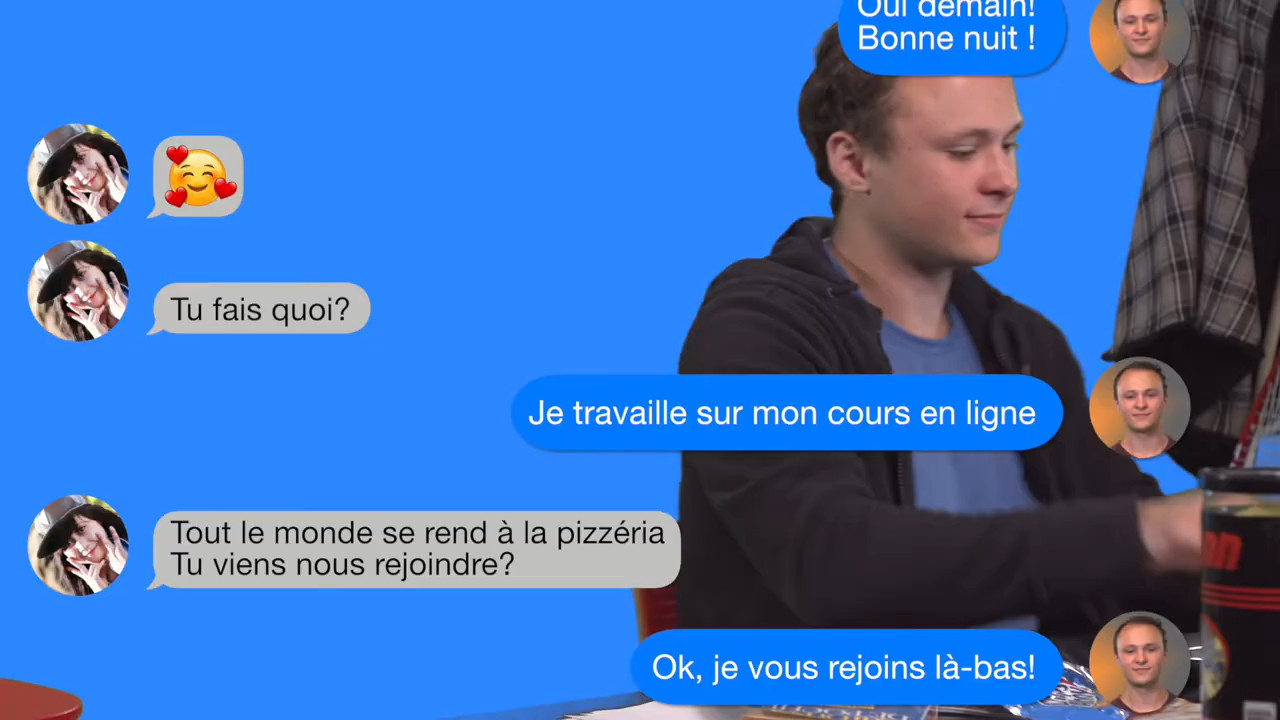 Oui demain!
Bonne nuit !
Tu fais quoi?
Je travaille sur mon cours en ligne
Tout le monde se rend à la pizzéria
Tu viens nous rejoindre?
Ok, je vous rejoins là-bas!